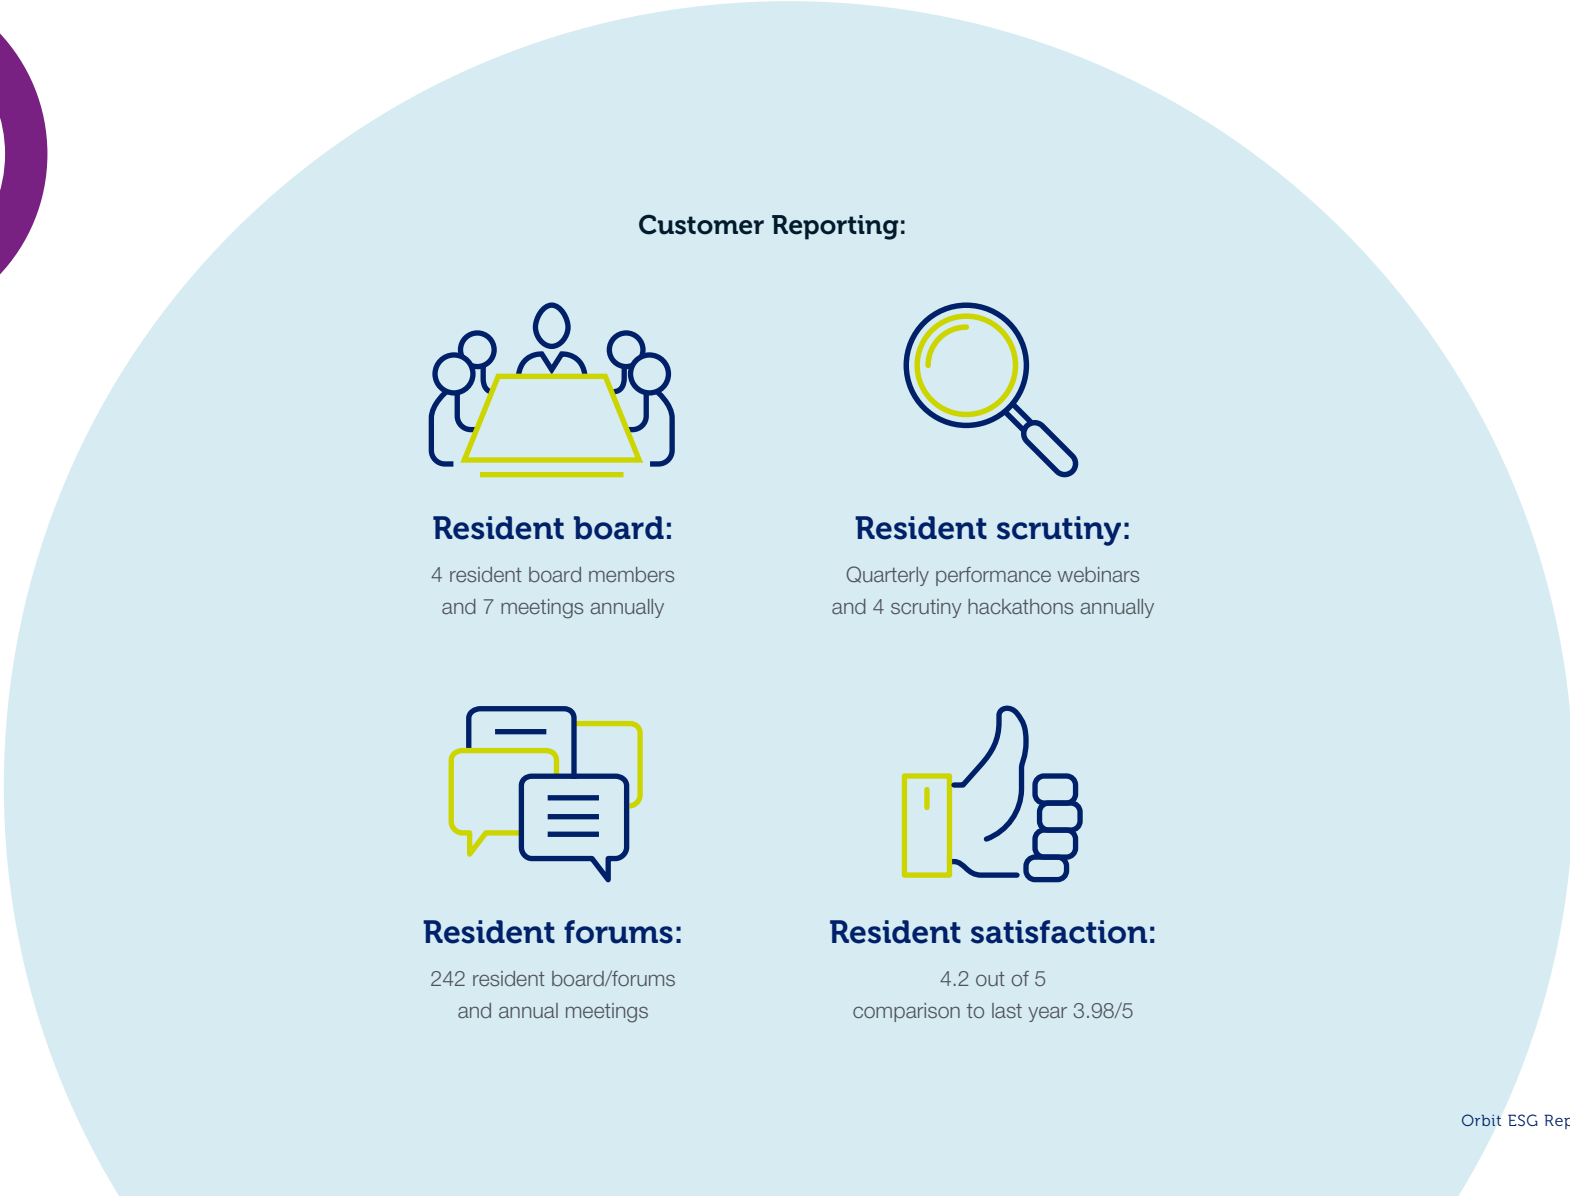 Customer Reporting:
Resident board:
4 resident board members
and 7 meetings annually
Resident scrutiny:
Quarterly performance webinars
and 4 scrutiny hackathons annually
Resident forums:
242 resident board/forums
and annual meetings
Resident satisfaction:
4.2 out of 5
comparison to last year 3.98/5
Orbit ESG Rep